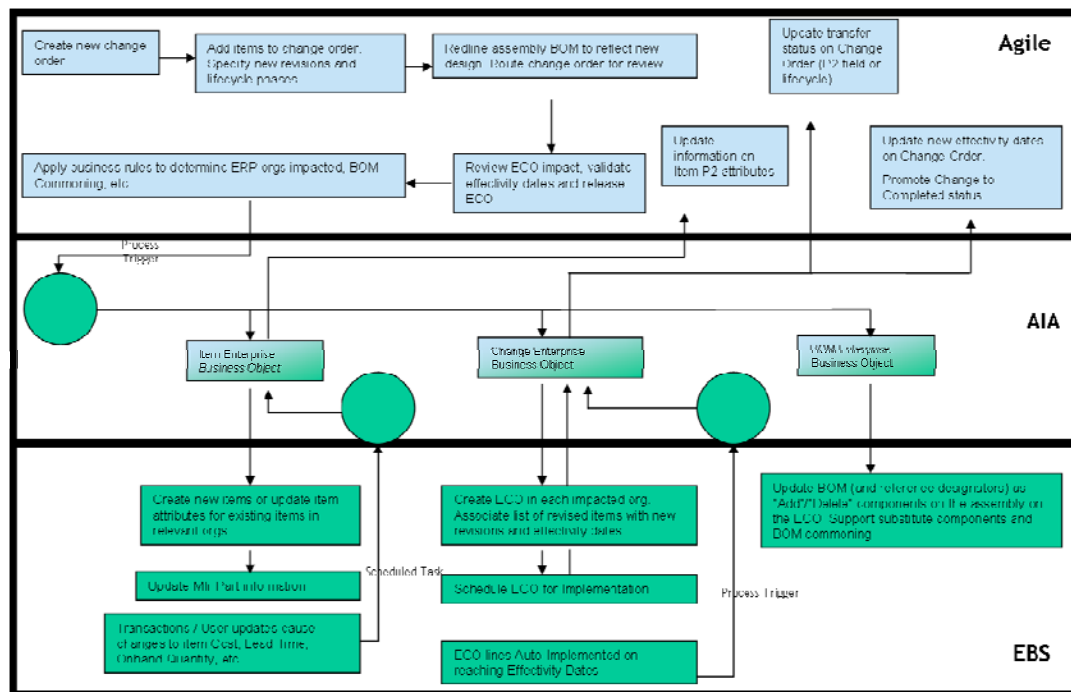 Create new change
order
Add items to change order.
Specify new revisions and
lifecycle phases
Redline assembly BOM to reflect new
design. Route change order for review
Update transfer
status on Change
Order (P2 field or
lifecycle)
Agile
Apply business rules to determine ERP orgs impacted, BOM
Commoning, etc
Review ECO impact, validate
effectivity dates and release
ECO
Update
information on
Item P2 attributes
Update new effectivity dates
on Change Order.
Promote Change to
Completed status
Process
Trigger
AIA
Item Enterprise
Business Object
Change Enterprise
Business Object
Business Object
Create new items or update item
attributes for existing items in
relevant orgs
Create ECO in each impacted org.
Associate list of revised items with new
revisions and effectivity dates
Update BOM (and reference designators) as
"Add"/"Delete" components on the assembly on
the ECO. Support substitute components and
BOM commoning
Scheduled Task
Update Mfr Part information
Schedule ECO for Implementation
Process Trigger
Transactions / User updates cause
changes to item Cost, Lead Time,
Onhand Quantity, etc
ECO lines Auto Implemented on
reaching Effectivity Dates
EBS